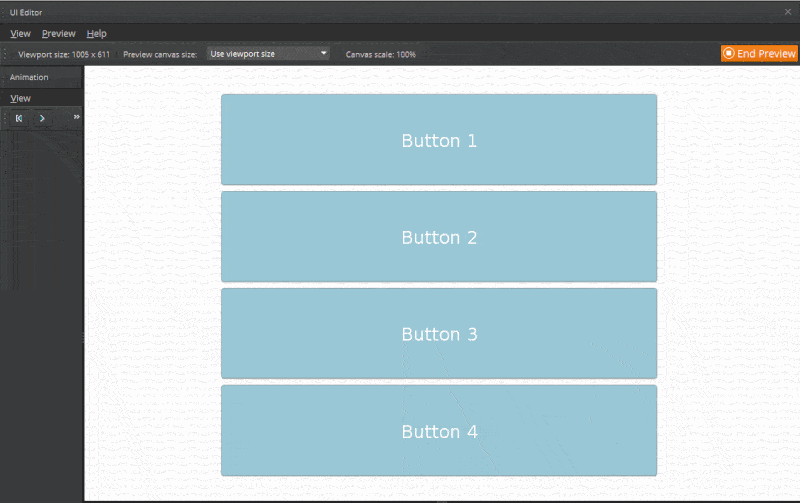 UI Editor
View Preview Help
Viewport size: 1005 x 611 Preview canvas size: Use viewport size Canvas scale: 100% End Preview
Animation
View
Button 1
Button 2
Button 3
Button 4